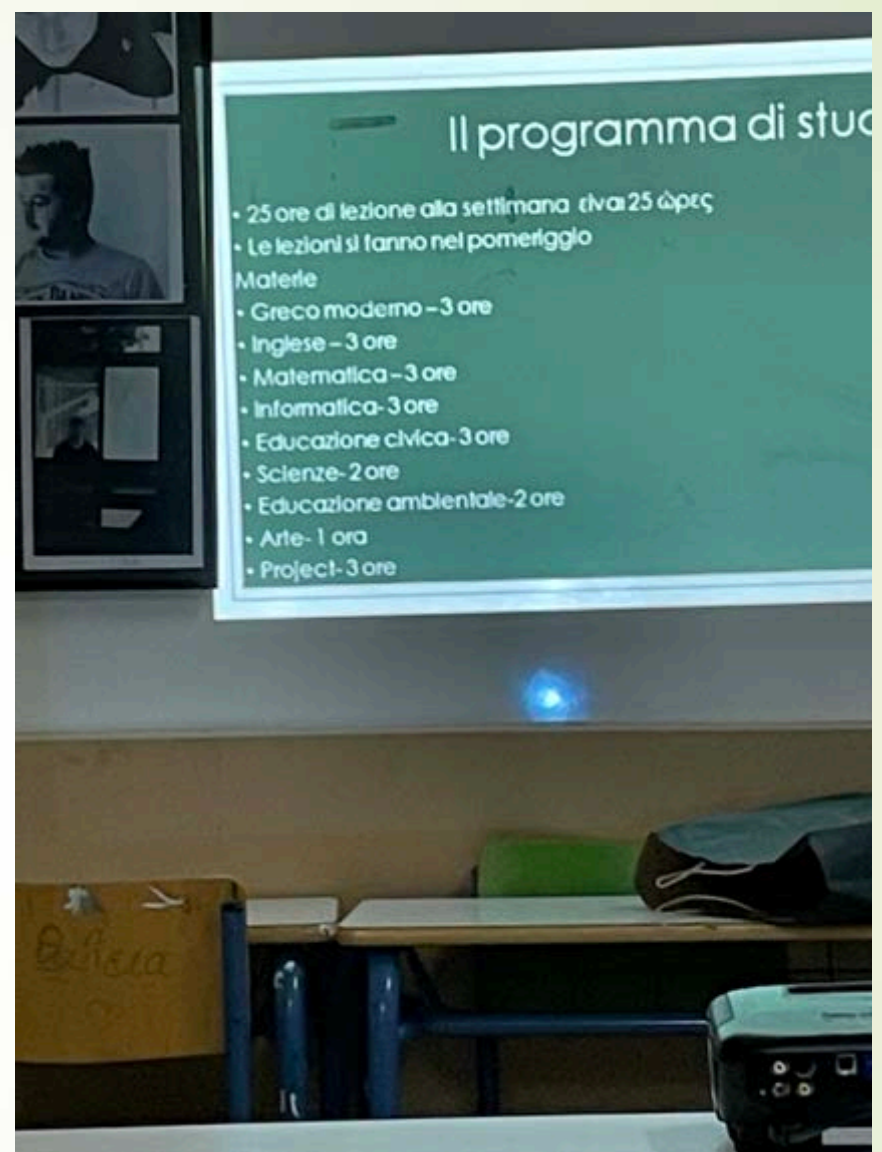 Il programma di stud
• 25 ore di lezione alla settimana είναι 25 ώρες
• Le lezioni si fanno nel pomeriggio
Materie
• Greco moderno – 3 ore
• Inglese – 3 ore
• Matematica – 3 ore
• Informatica- 3 ore
• Educazione civica- 3 ore
• Scienze- 2 ore
• Educazione ambientale-2 ore
• Arte- 1 ora
• Project- 3 ore